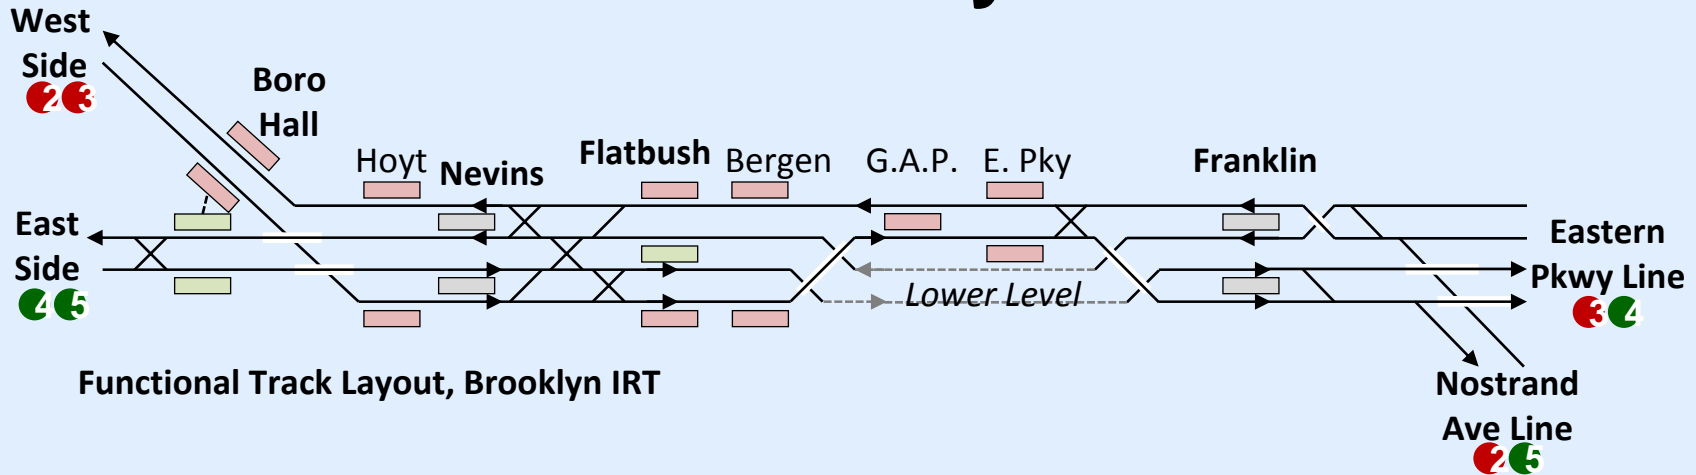 West
Side
2 3
Boro
Hall
Hoyt
Nevins
Flatbush
Bergen
G.A.P.
E. Pky
Franklin
East
Side
4 5
Lower Level
Eastern
Pkwy Line
3 4
Functional Track Layout, Brooklyn IRT
Nostrand
Ave Line
2 5